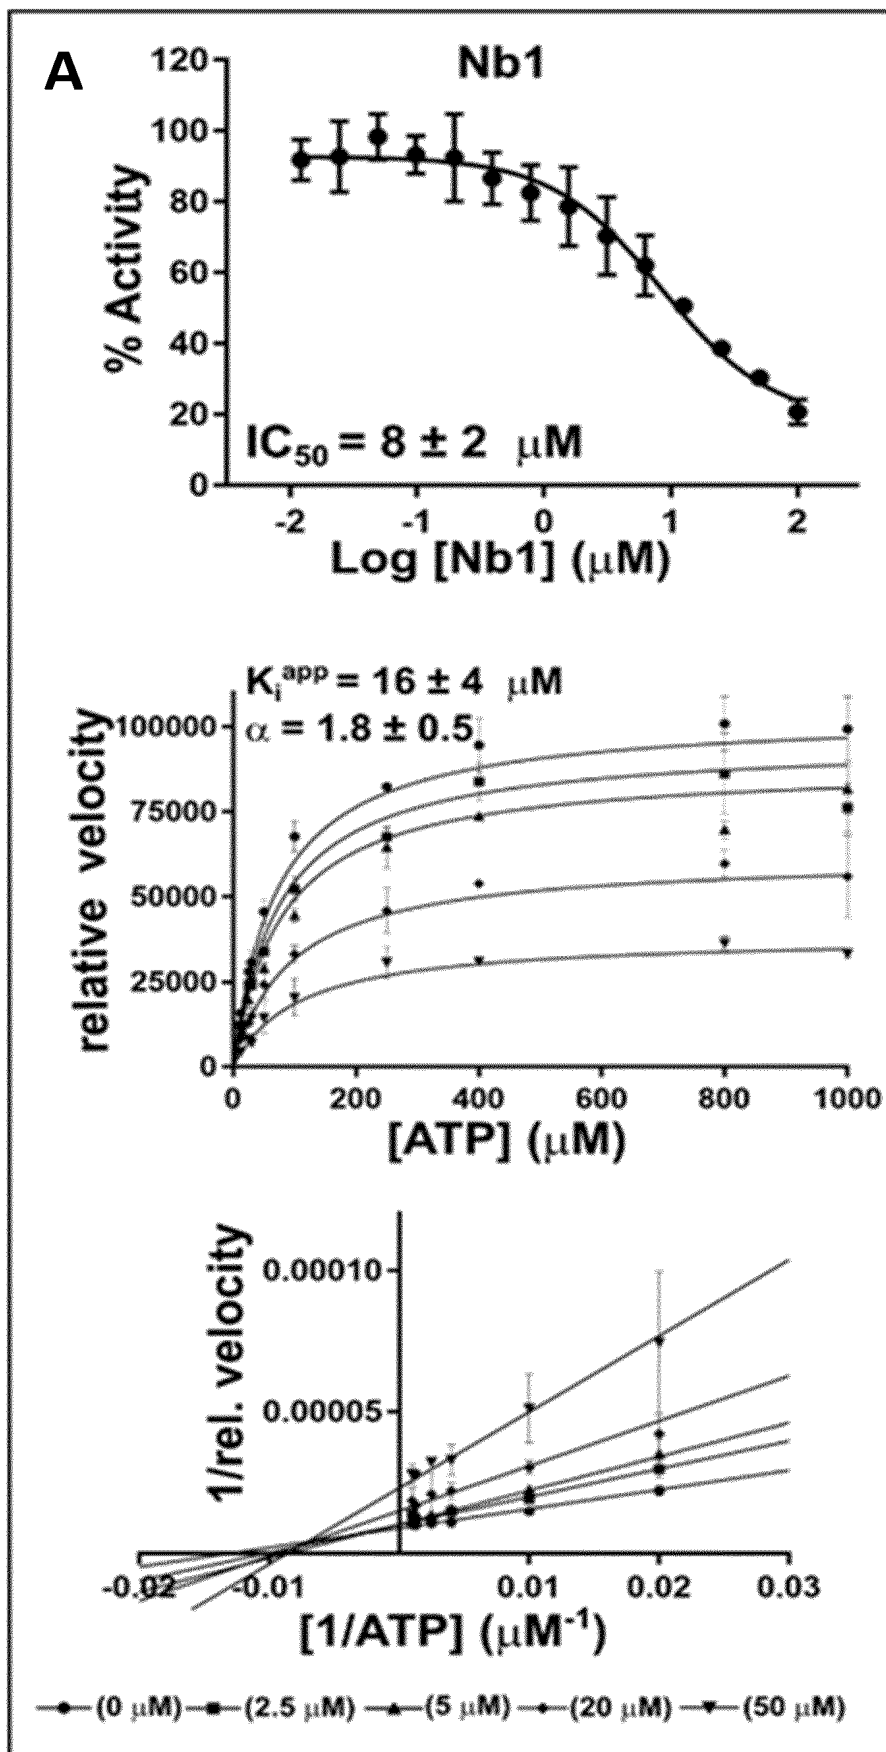 A
Nb1
120
100
80
60
40
20
0
% Activity
IC50 = 8 ± 2 μM
-2 -1 0 1 2
Log [Nb1] (μM)
Kiapp = 16 ± 4 μM
α = 1.8 ± 0.5
100000
75000
50000
25000
0
relative velocity
0 200 400 600 800 1000
[ATP] (μM)
0.00010
0.00005
1/rel. velocity
-0.02 -0.01 0.01 0.02 0.03
[1/ATP] (μM-1)
(0 μM) (2.5 μM) (5 μM) (20 μM) (50 μM)